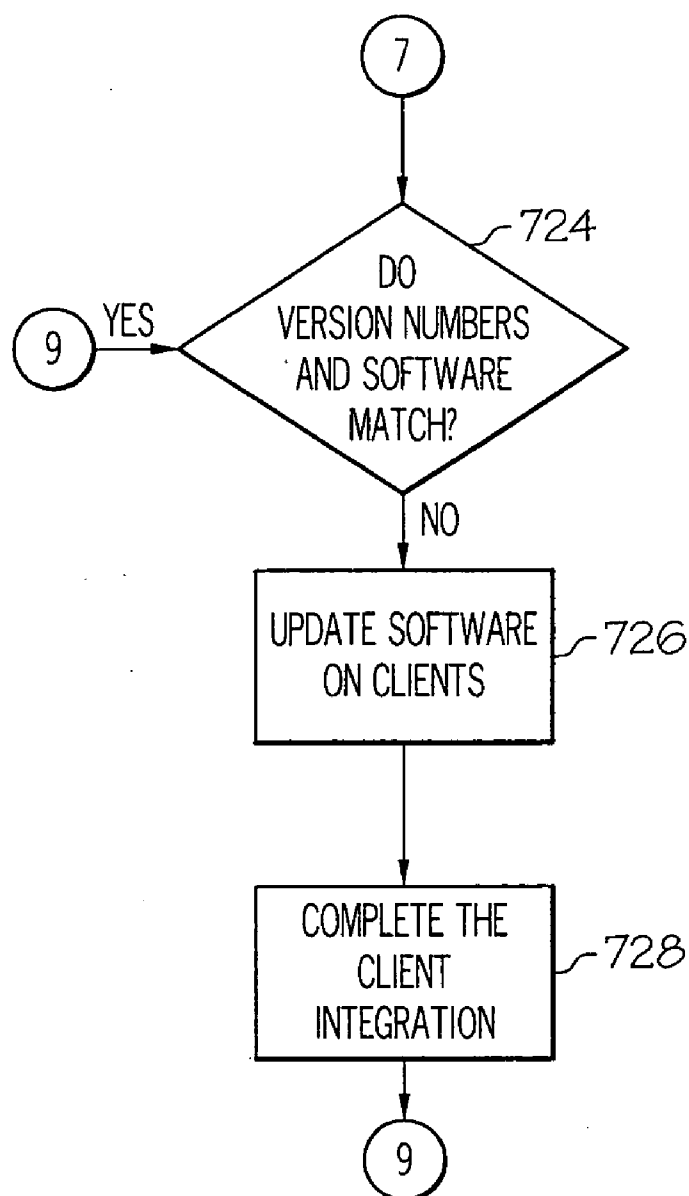 7
724
DO
VERSION NUMBERS
AND SOFTWARE
MATCH?
YES
9
NO
UPDATE SOFTWARE
ON CLIENTS
726
COMPLETE THE
CLIENT
INTEGRATION
728
9